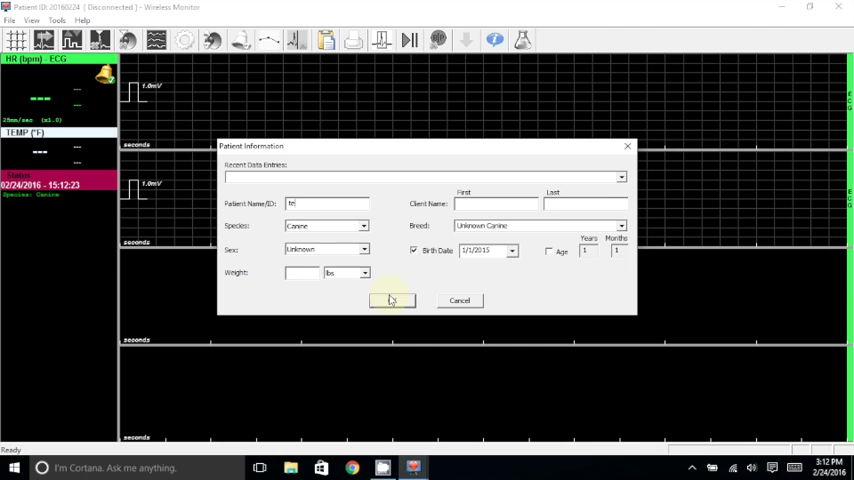 Patient ID: 20160224 [ Disconnected ] - Wireless Monitor
File View Tools Help
HR (bpm) - ECG
---
---
---
25mm/sec (x1.0)
TEMP (°F)
---
---
---
Status
02/24/2016 - 15:12:23
Species: Canine
1.0mV
seconds
1.0mV
seconds
seconds
seconds
ECG
ECG
Patient Information
Recent Data Entries:
First Last
Patient Name/ID: te Client Name:
Species: Canine Breed: Unknown Canine
Years Months
Sex: Unknown Birth Date 1/1/2015 Age 1 1
Weight: lbs
Cancel
Ready
I'm Cortana. Ask me anything.
3:12 PM
2/24/2016